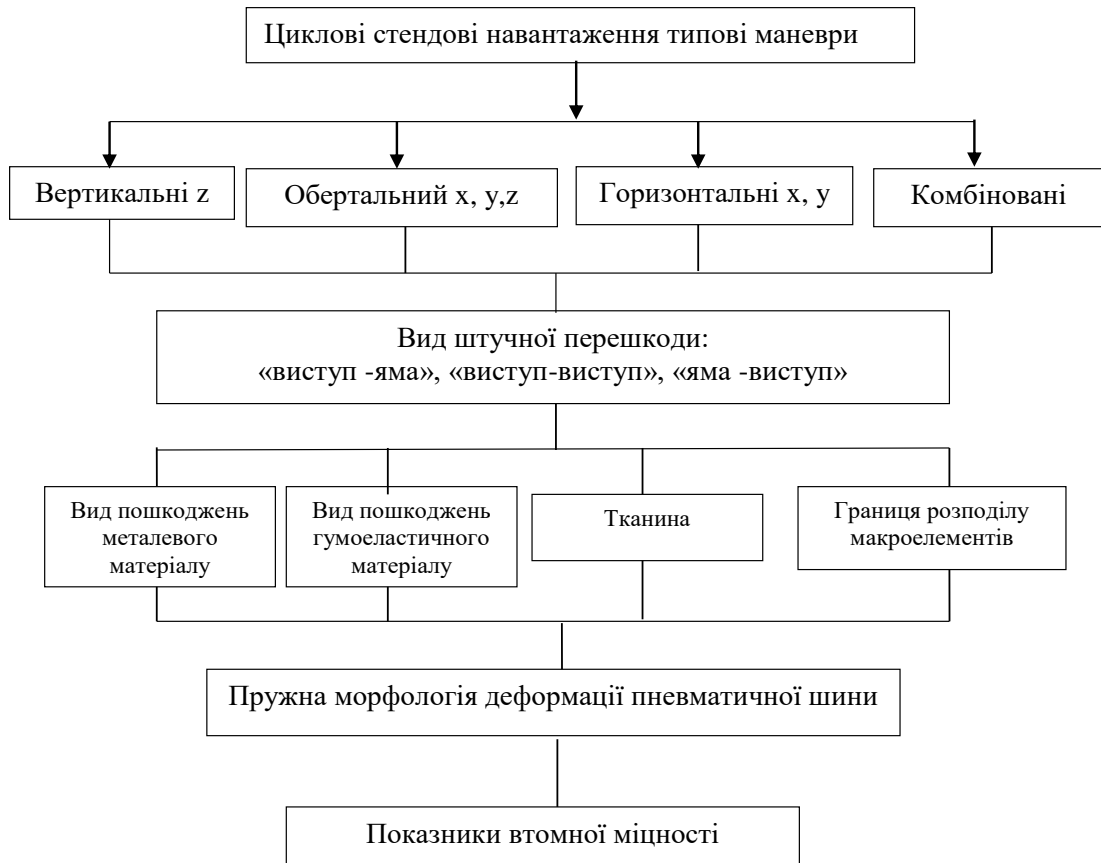 Циклові стендові навантаження типові маневри
Вертикальні z
Обертальний x, y,z
Горизонтальні x, y
Комбіновані
Вид штучної перешкоди:
«виступ -яма», «виступ-виступ», «яма -виступ»
Вид пошкоджень
металевого
матеріалу
Вид пошкоджень
гумоеластичного
матеріалу
Тканина
Границя розподілу
макроелементів
Пружна морфологія деформації пневматичної шини
Показники втомної міцності